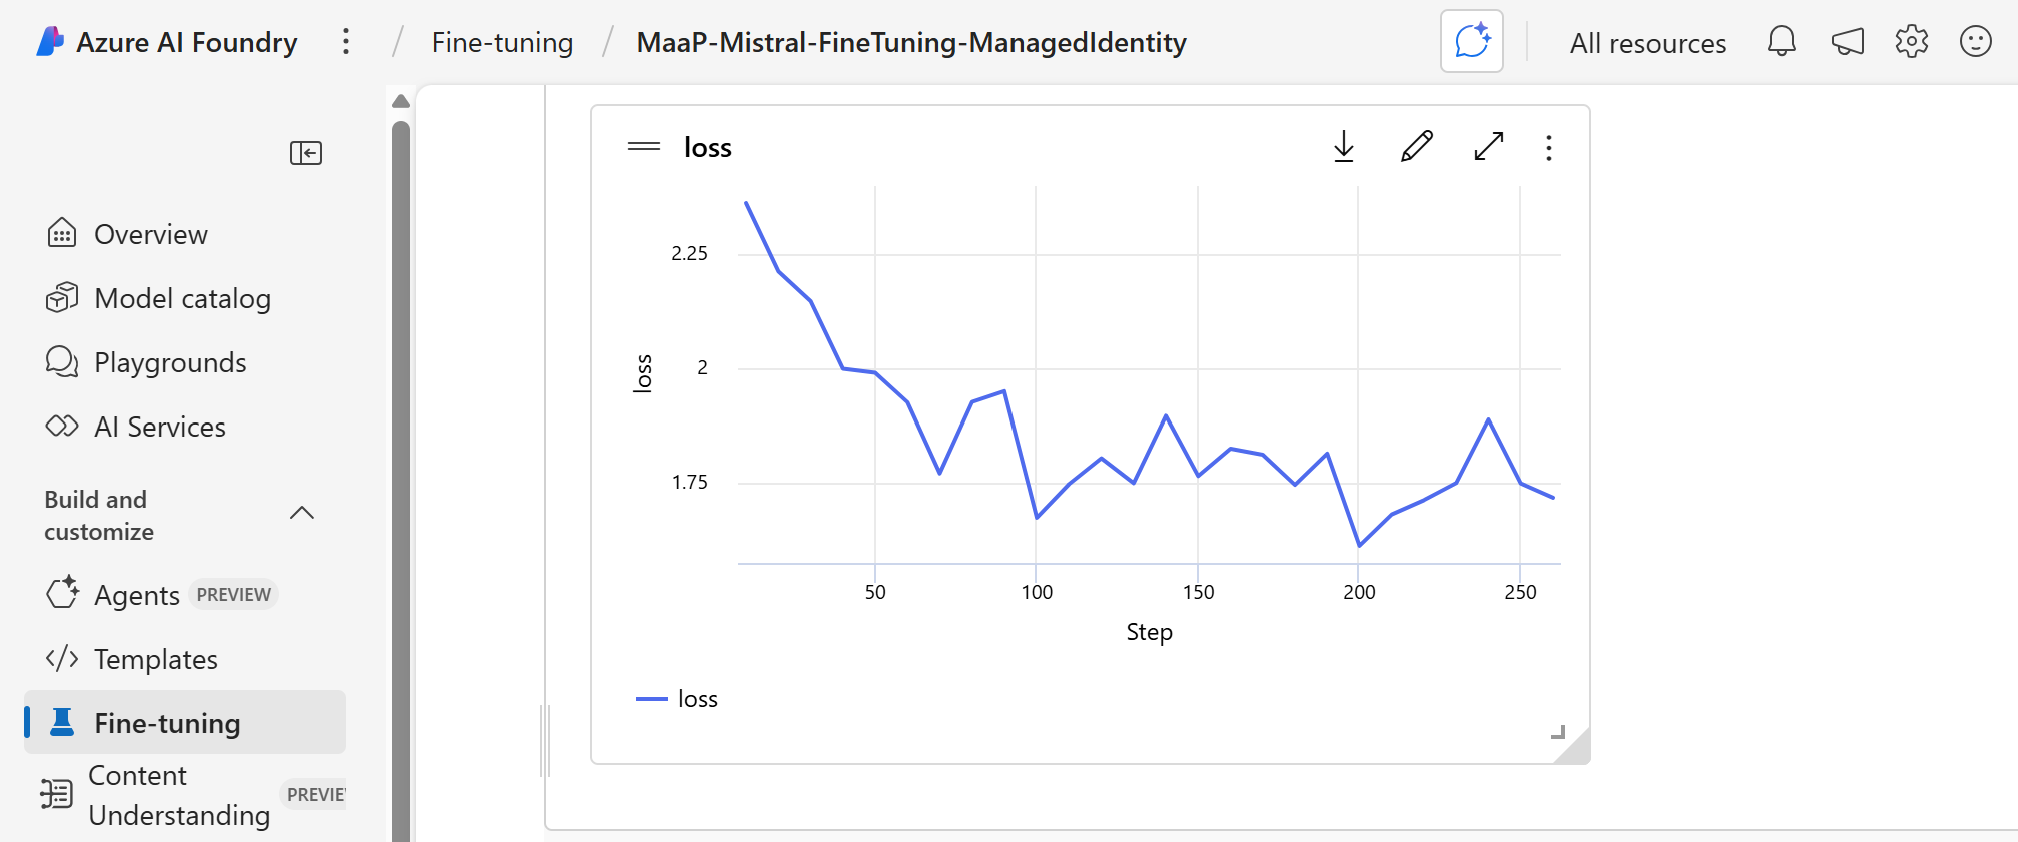 Azure AI Foundry / Fine-tuning / MaaP-Mistral-FineTuning-ManagedIdentity All resources
Overview
Model catalog
Playgrounds
AI Services
Build and
customize
Agents PREVIEW
Templates
Fine-tuning
Content
Understanding
loss
2.25
2
1.75
loss
50 100 150 200 250
Step
loss